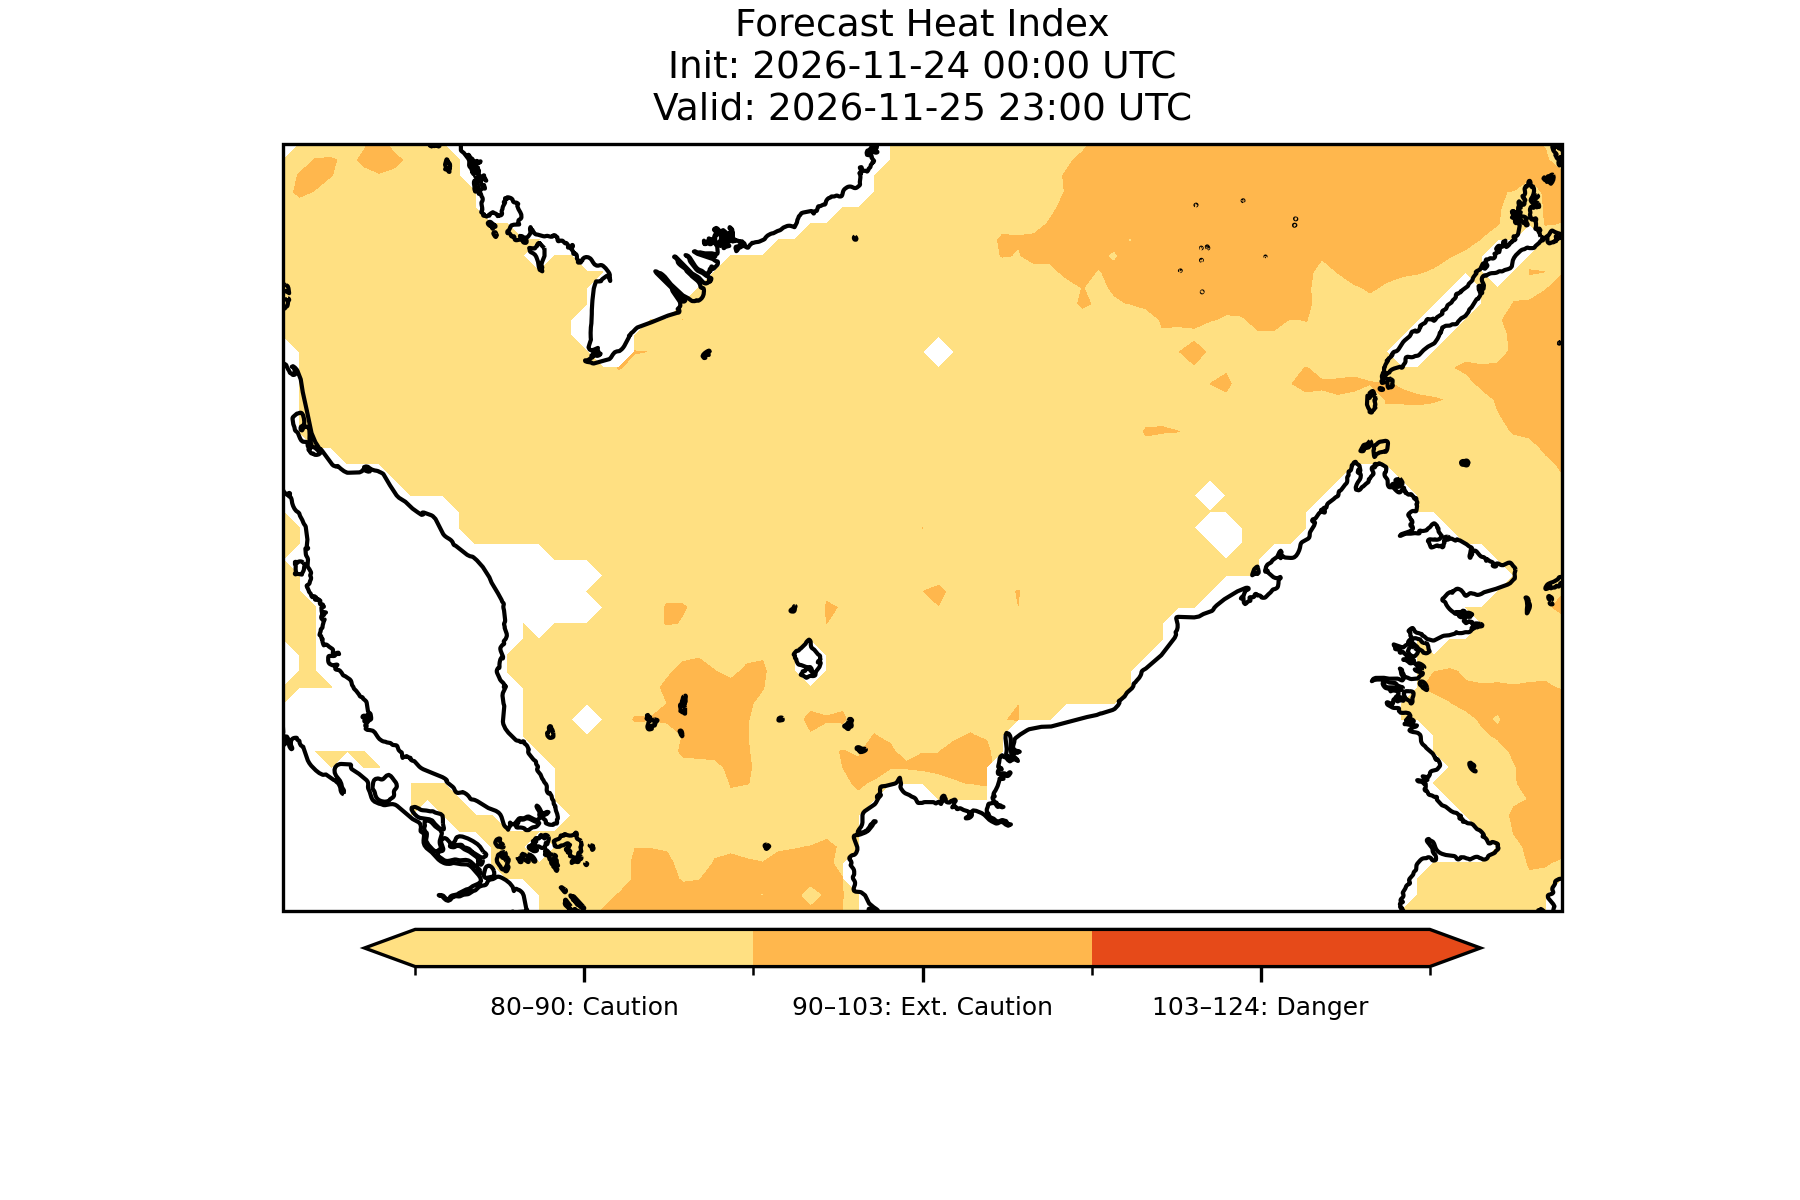 Forecast Heat Index
Init: 2026-11-24 00:00 UTC
Valid: 2026-11-25 23:00 UTC
80–90: Caution
90–103: Ext. Caution
103–124: Danger